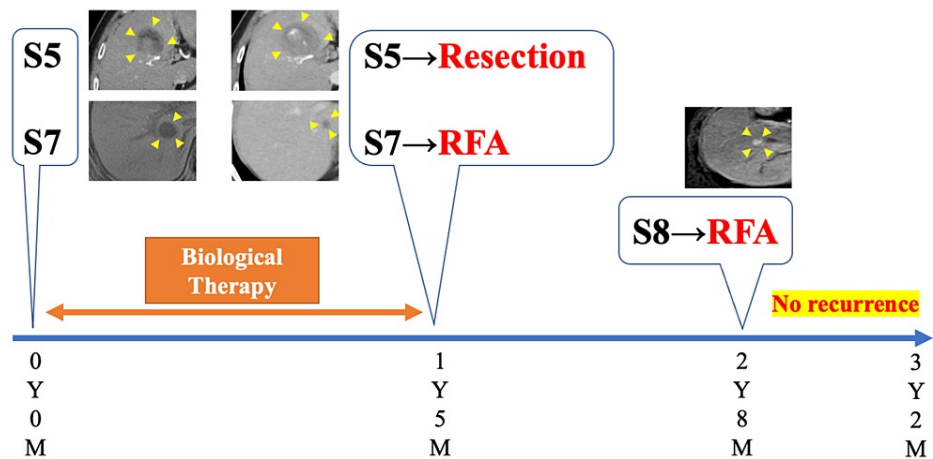 S5
S7
S5→Resection
S7→RFA
S8→RFA
Biological
Therapy
No recurrence
0
Y
0
M
1
Y
5
M
2
Y
8
M
3
Y
2
M